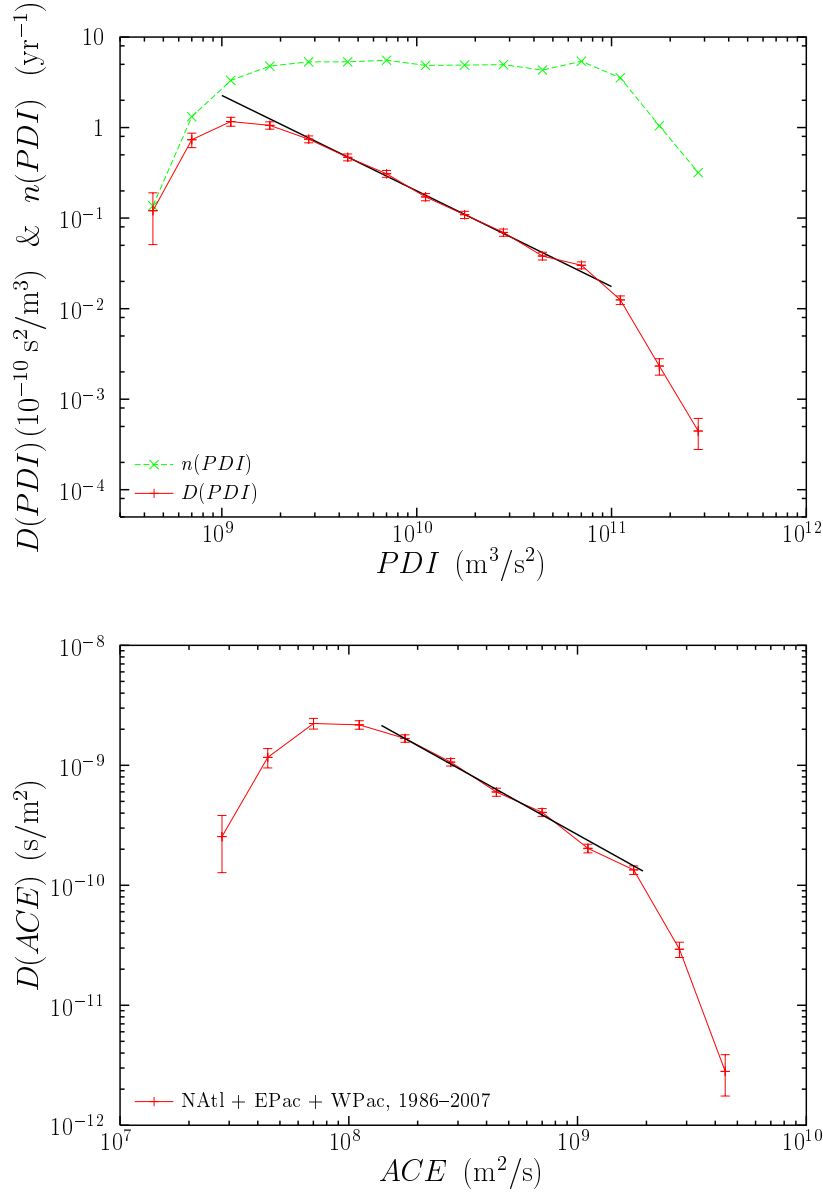 D(PDI)(10⁻¹⁰ s²/m³) & n(PDI) (yr⁻¹)
10
1
10⁻¹
10⁻²
10⁻³
10⁻⁴
n(PDI)
D(PDI)
10⁹ 10¹⁰ 10¹¹ 10¹²
PDI (m³/s²)
D(ACE) (s/m²)
10⁻⁸
10⁻⁹
10⁻¹⁰
10⁻¹¹
10⁻¹²
NAtl + EPac + WPac, 1986–2007
10⁷ 10⁸ 10⁹ 10¹⁰
ACE (m²/s)